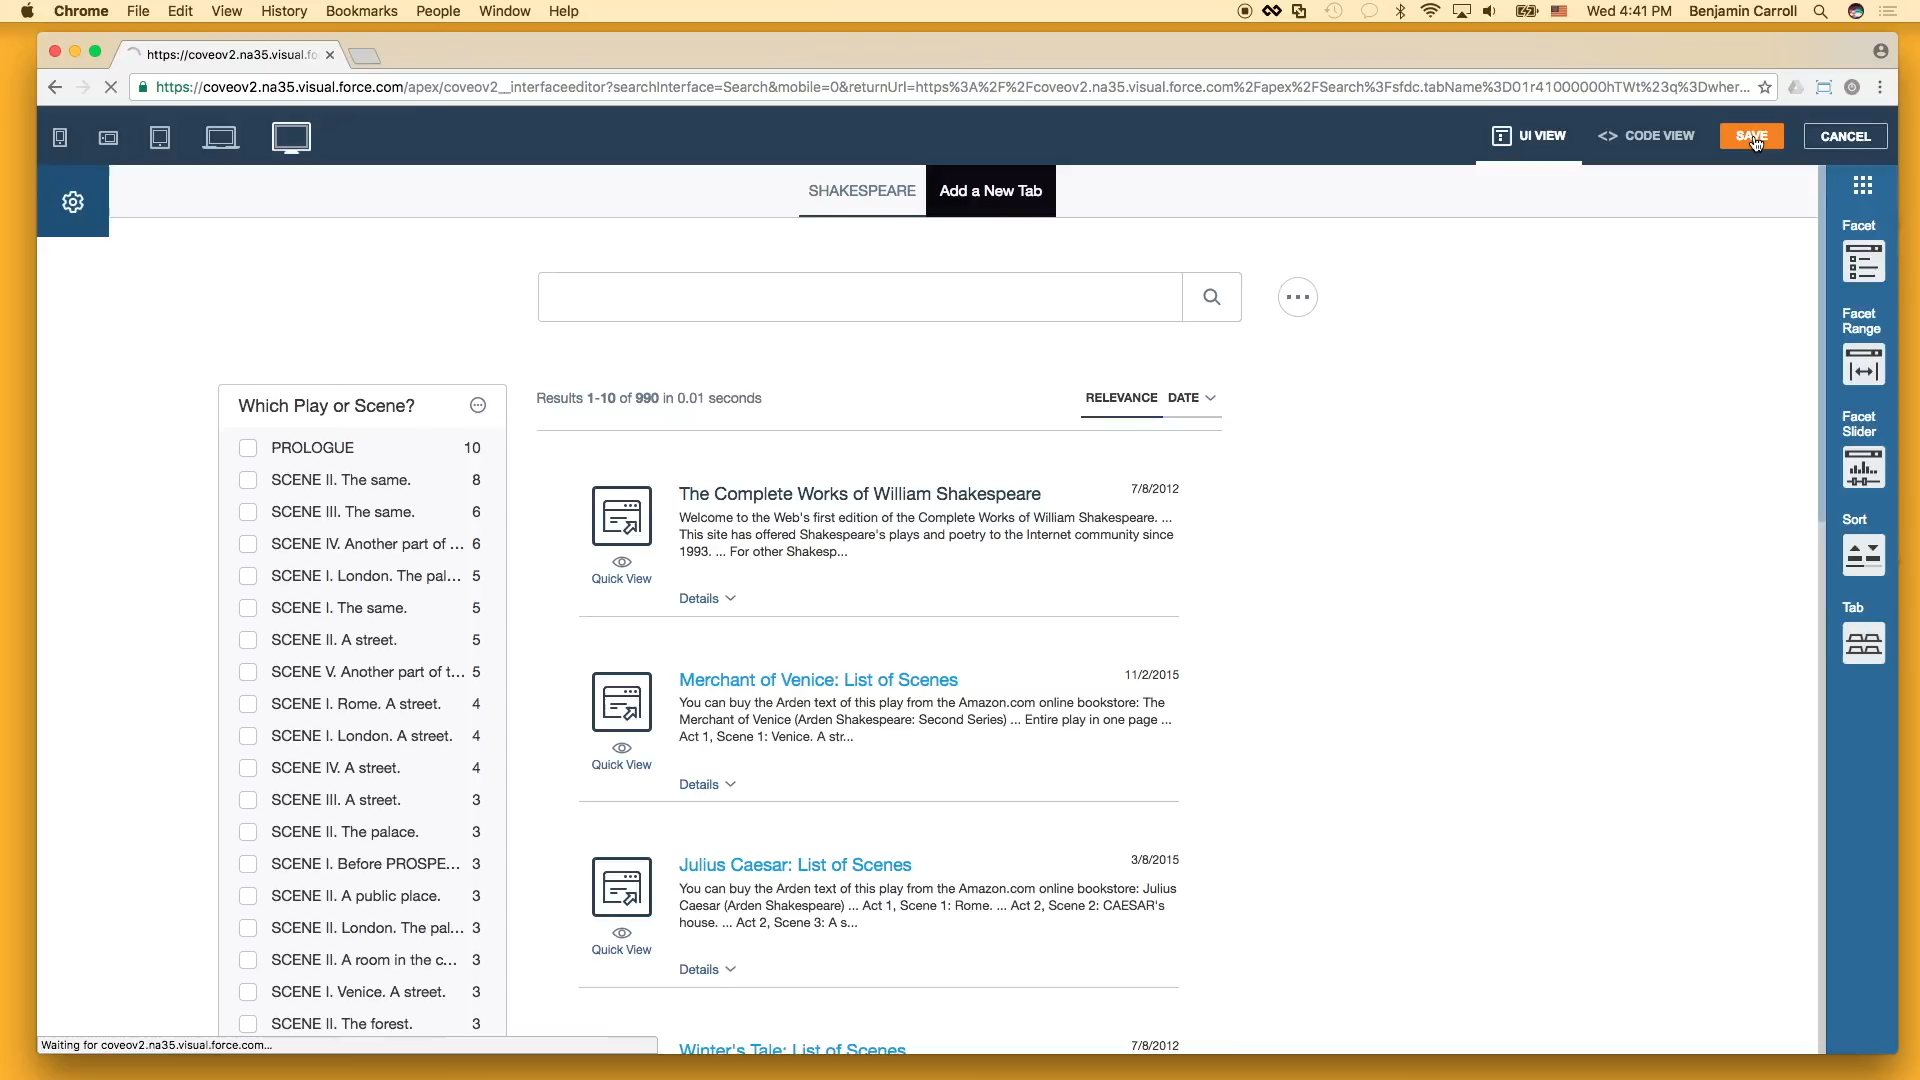 Chrome File Edit View History Bookmarks People Window Help Wed 4:41 PM Benjamin Carroll
https://coveov2.na35.visual.fo
https://coveov2.na35.visual.force.com/apex/coveov2__interfaceeditor?searchInterface=Search&mobile=0&returnUrl=https%3A%2F%2Fcoveov2.na35.visual.force.com%2Fapex%2FSearch%3Fsfdc.tabName%3D01r41000000hTWt%23q%3Dwher...
UI VIEW <> CODE VIEW SAVE CANCEL
SHAKESPEARE Add a New Tab
Facet
Facet Range
Facet Slider
Sort
Tab
Which Play or Scene?
PROLOGUE 10
SCENE II. The same. 8
SCENE III. The same. 6
SCENE IV. Another part of ... 6
SCENE I. London. The pal... 5
SCENE I. The same. 5
SCENE II. A street. 5
SCENE V. Another part of t... 5
SCENE I. Rome. A street. 4
SCENE I. London. A street. 4
SCENE IV. A street. 4
SCENE III. A street. 3
SCENE II. The palace. 3
SCENE I. Before PROSPE... 3
SCENE II. A public place. 3
SCENE II. London. The pal... 3
SCENE II. A room in the c... 3
SCENE I. Venice. A street. 3
SCENE II. The forest. 3
Results 1-10 of 990 in 0.01 seconds
RELEVANCE DATE
The Complete Works of William Shakespeare 7/8/2012
Welcome to the Web's first edition of the Complete Works of William Shakespeare. ...
This site has offered Shakespeare's plays and poetry to the Internet community since
1993. ... For other Shakesp...
Quick View
Details
Merchant of Venice: List of Scenes 11/2/2015
You can buy the Arden text of this play from the Amazon.com online bookstore: The
Merchant of Venice (Arden Shakespeare: Second Series) ... Entire play in one page ...
Act 1, Scene 1: Venice. A str...
Quick View
Details
Julius Caesar: List of Scenes 3/8/2015
You can buy the Arden text of this play from the Amazon.com online bookstore: Julius
Caesar (Arden Shakespeare) ... Act 1, Scene 1: Rome. ... Act 2, Scene 2: CAESAR's
house. ... Act 2, Scene 3: A s...
Quick View
Details
Winter's Tale: List of Scenes 7/8/2012
Waiting for coveov2.na35.visual.force.com...